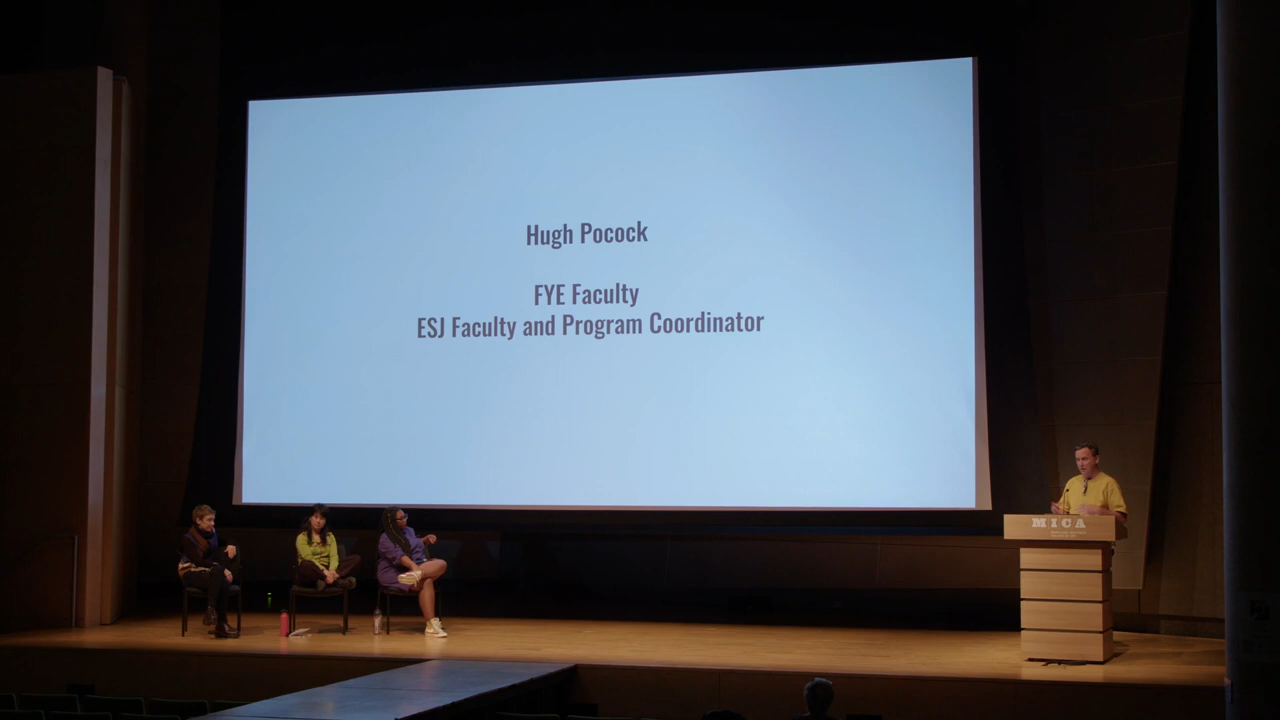 Hugh Pocock
FYE Faculty
ESJ Faculty and Program Coordinator
MICA